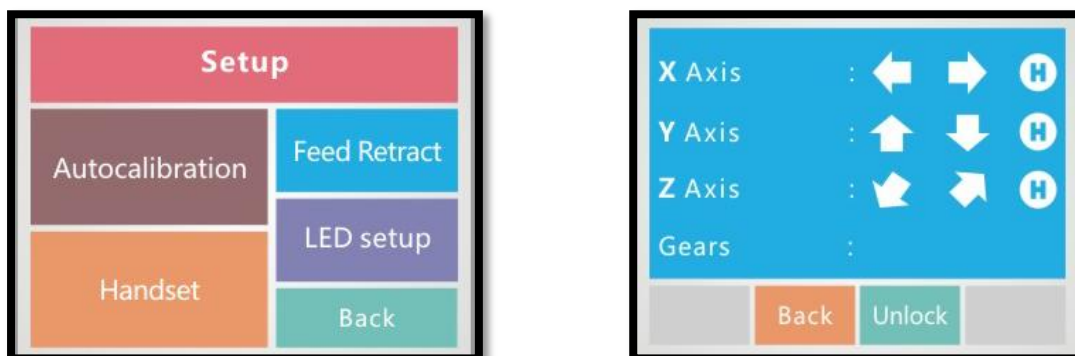 Setup
Autocalibration
Feed Retract
LED setup
Handset
Back
X Axis : H
Y Axis : H
Z Axis : H
Gears :
Back Unlock